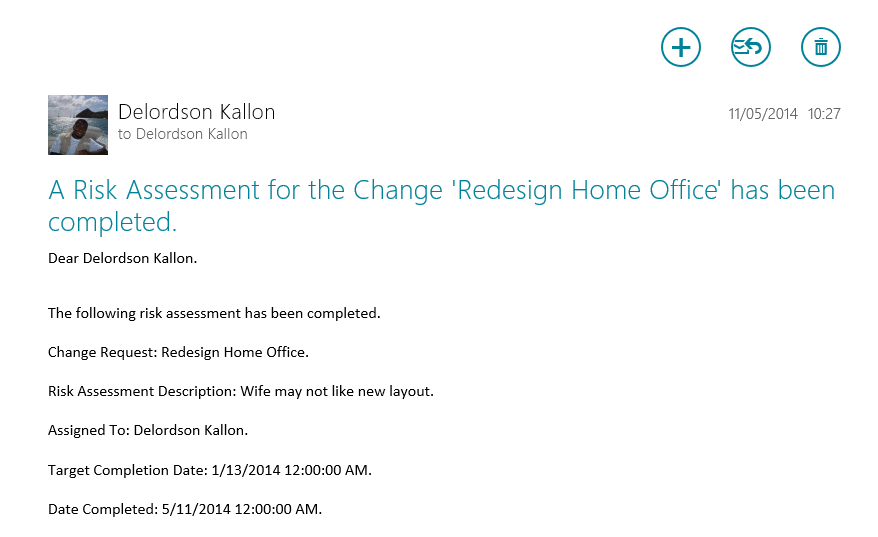 Delordson Kallon
to Delordson Kallon
11/05/2014 10:27
A Risk Assessment for the Change 'Redesign Home Office' has been
completed.
Dear Delordson Kallon.
The following risk assessment has been completed.
Change Request: Redesign Home Office.
Risk Assessment Description: Wife may not like new layout.
Assigned To: Delordson Kallon.
Target Completion Date: 1/13/2014 12:00:00 AM.
Date Completed: 5/11/2014 12:00:00 AM.